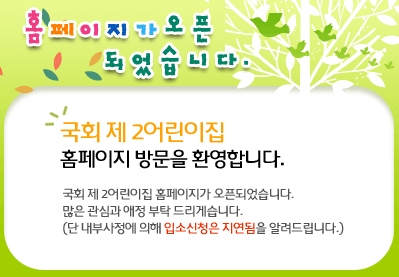 홈페이지가 오픈
되었습니다.
국회 제 2어린이집
홈페이지 방문을 환영합니다.
국회 제 2어린이집 홈페이지가 오픈되었습니다.
많은 관심과 애정 부탁 드리게습니다.
(단 내부사정에 의해 입소신청은 지연됨을 알려드립니다.)